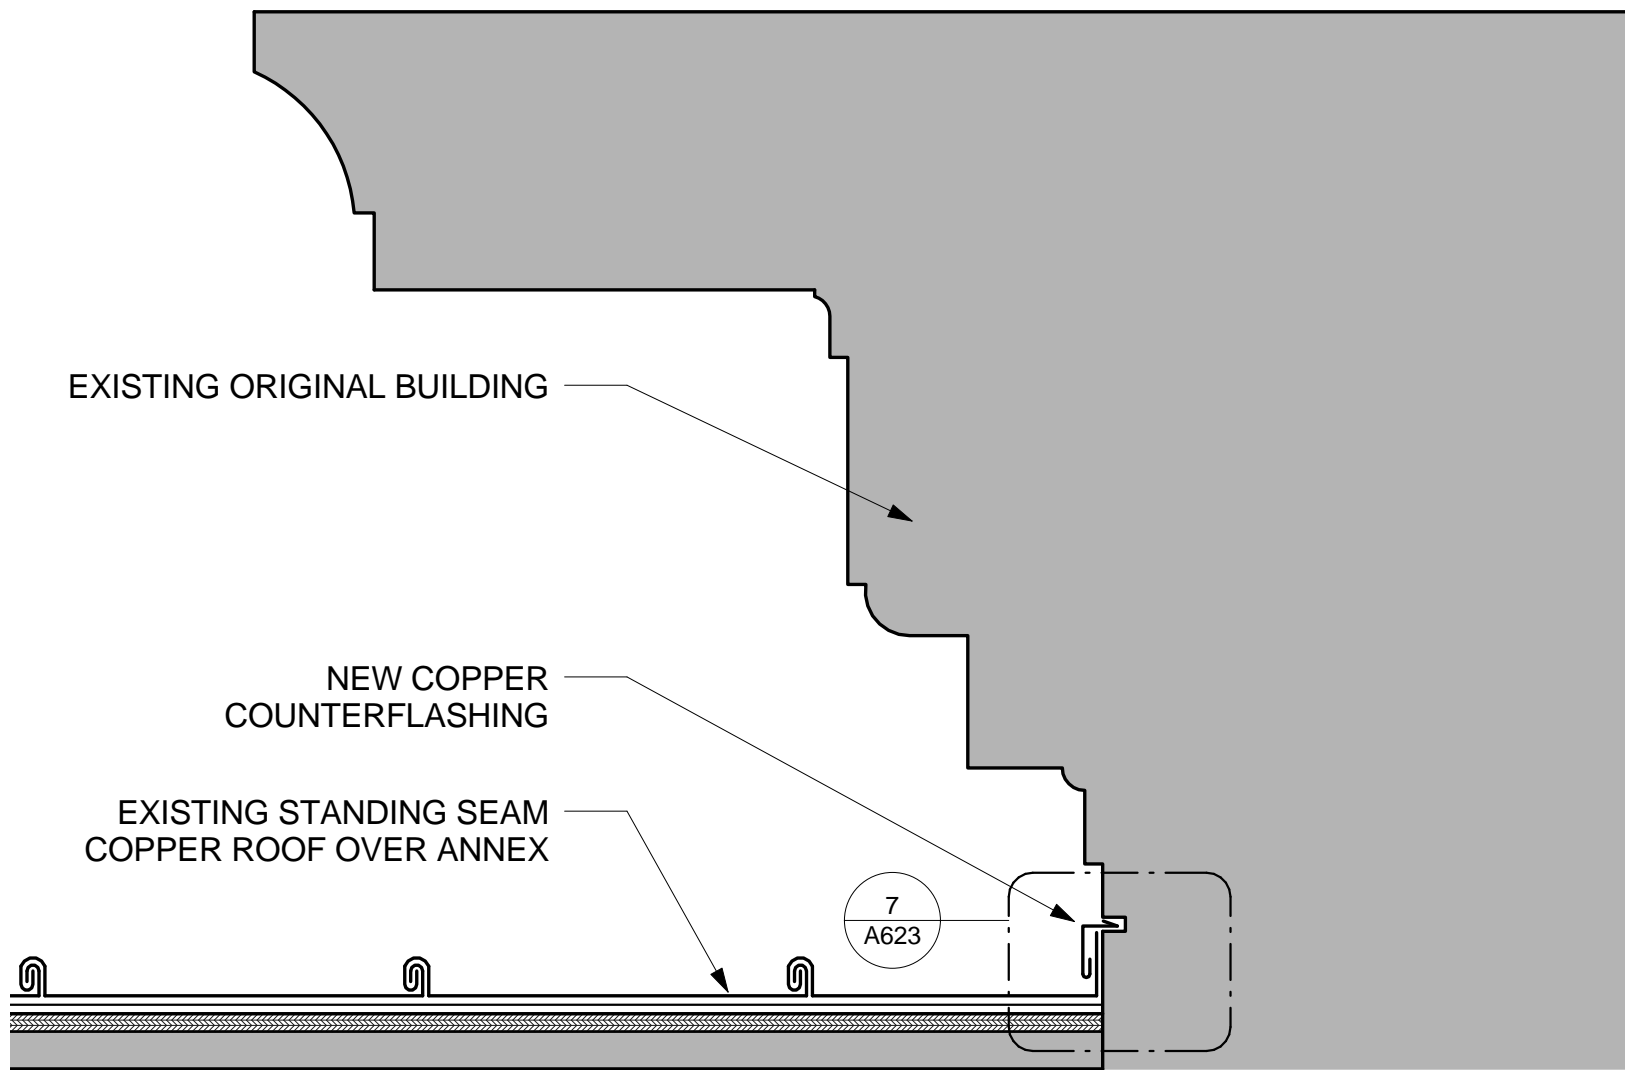 EXISTING ORIGINAL BUILDING
NEW COPPER
COUNTERFLASHING
EXISTING STANDING SEAM
COPPER ROOF OVER ANNEX
7
A623